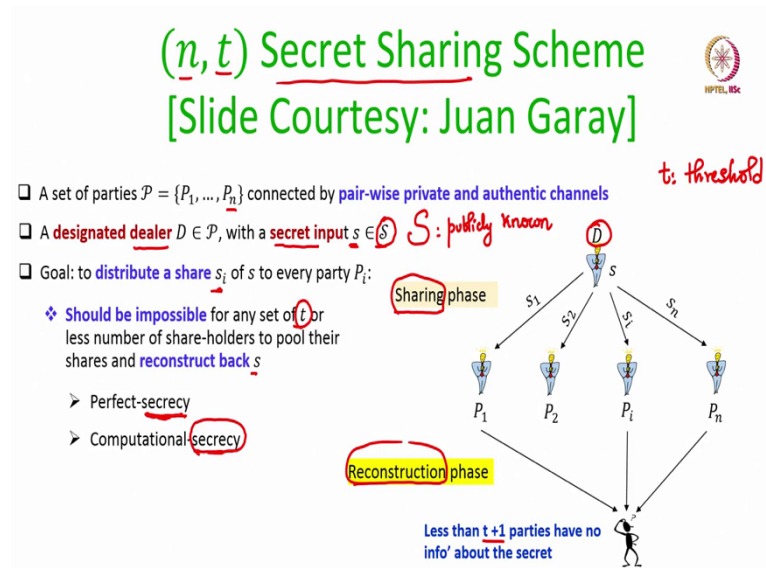 (n, t) Secret Sharing Scheme
[Slide Courtesy: Juan Garay]
NPTEL, IISc
t: threshold
❑ A set of parties 𝒫 = {P₁, ..., Pₙ} connected by pair-wise private and authentic channels
❑ A designated dealer D ∈ 𝒫, with a secret input s ∈ 𝒮 S: publicly known
❑ Goal: to distribute a share sᵢ of s to every party Pᵢ:
❖ Should be impossible for any set of t or
less number of share-holders to pool their
shares and reconstruct back s
➢ Perfect-secrecy
➢ Computational-secrecy
Sharing phase
D
s
s₁ s₂ sᵢ sₙ
P₁ P₂ Pᵢ Pₙ
Reconstruction phase
?
Less than t +1 parties have no
info' about the secret